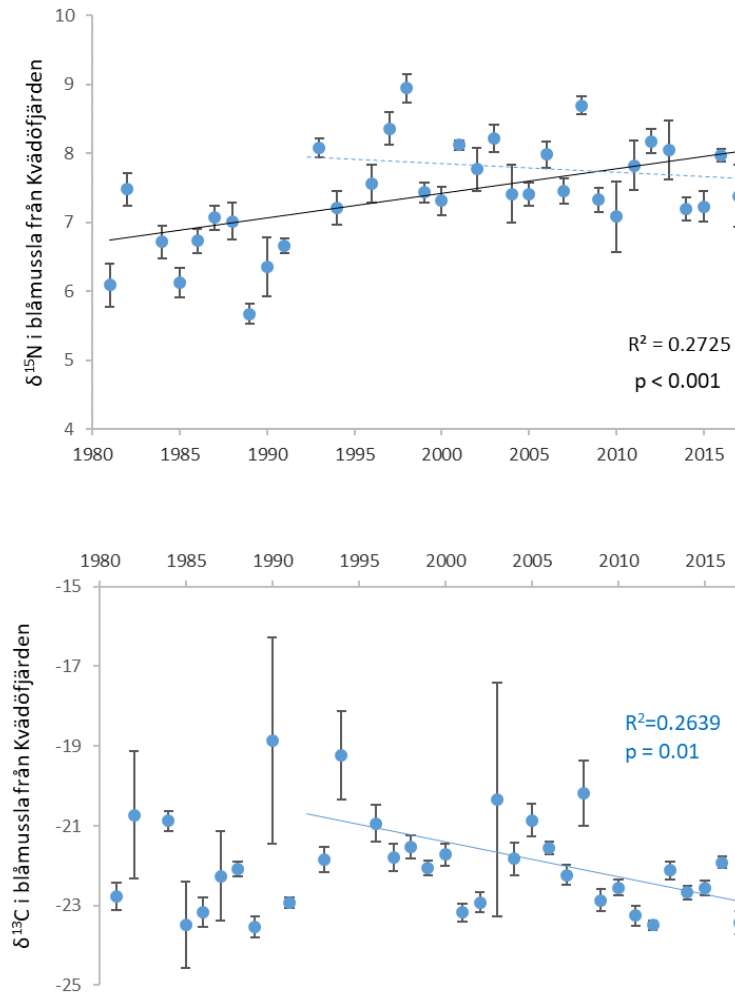 10
9
8
7
6
5
4
δ¹⁵N i blåmussla från Kvädöfjärden
R² = 0.2725
p < 0.001
1980 1985 1990 1995 2000 2005 2010 2015
1980 1985 1990 1995 2000 2005 2010 2015
-15
-17
-19
-21
-23
-25
δ¹³C i blåmussla från Kvädöfjärden
R²=0.2639
p = 0.01